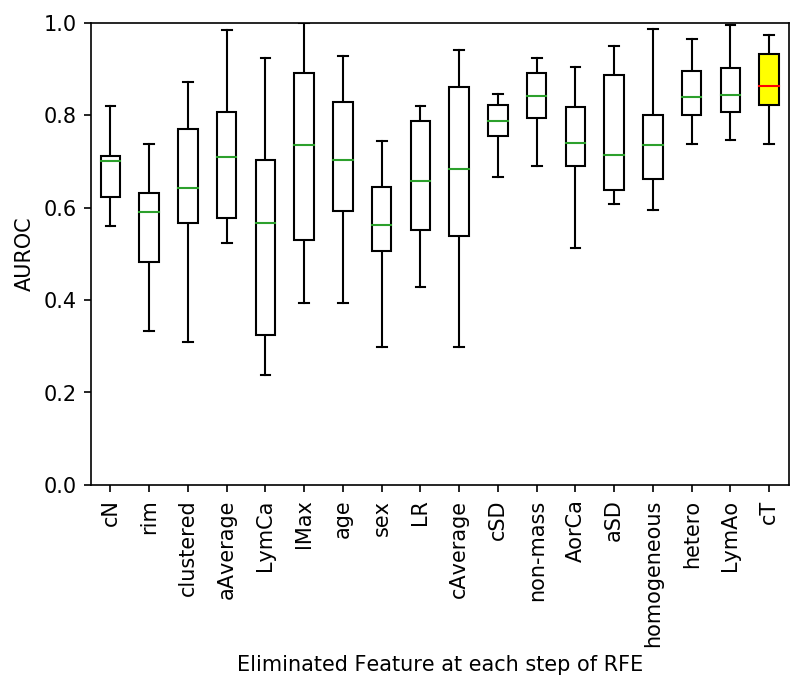 1.0
0.8
0.6
0.4
0.2
0.0
AUROC
cN
rim
clustered
aAverage
LymCa
lMax
age
sex
LR
cAverage
cSD
non-mass
AorCa
aSD
homogeneous
hetero
LymAo
cT
Eliminated Feature at each step of RFE